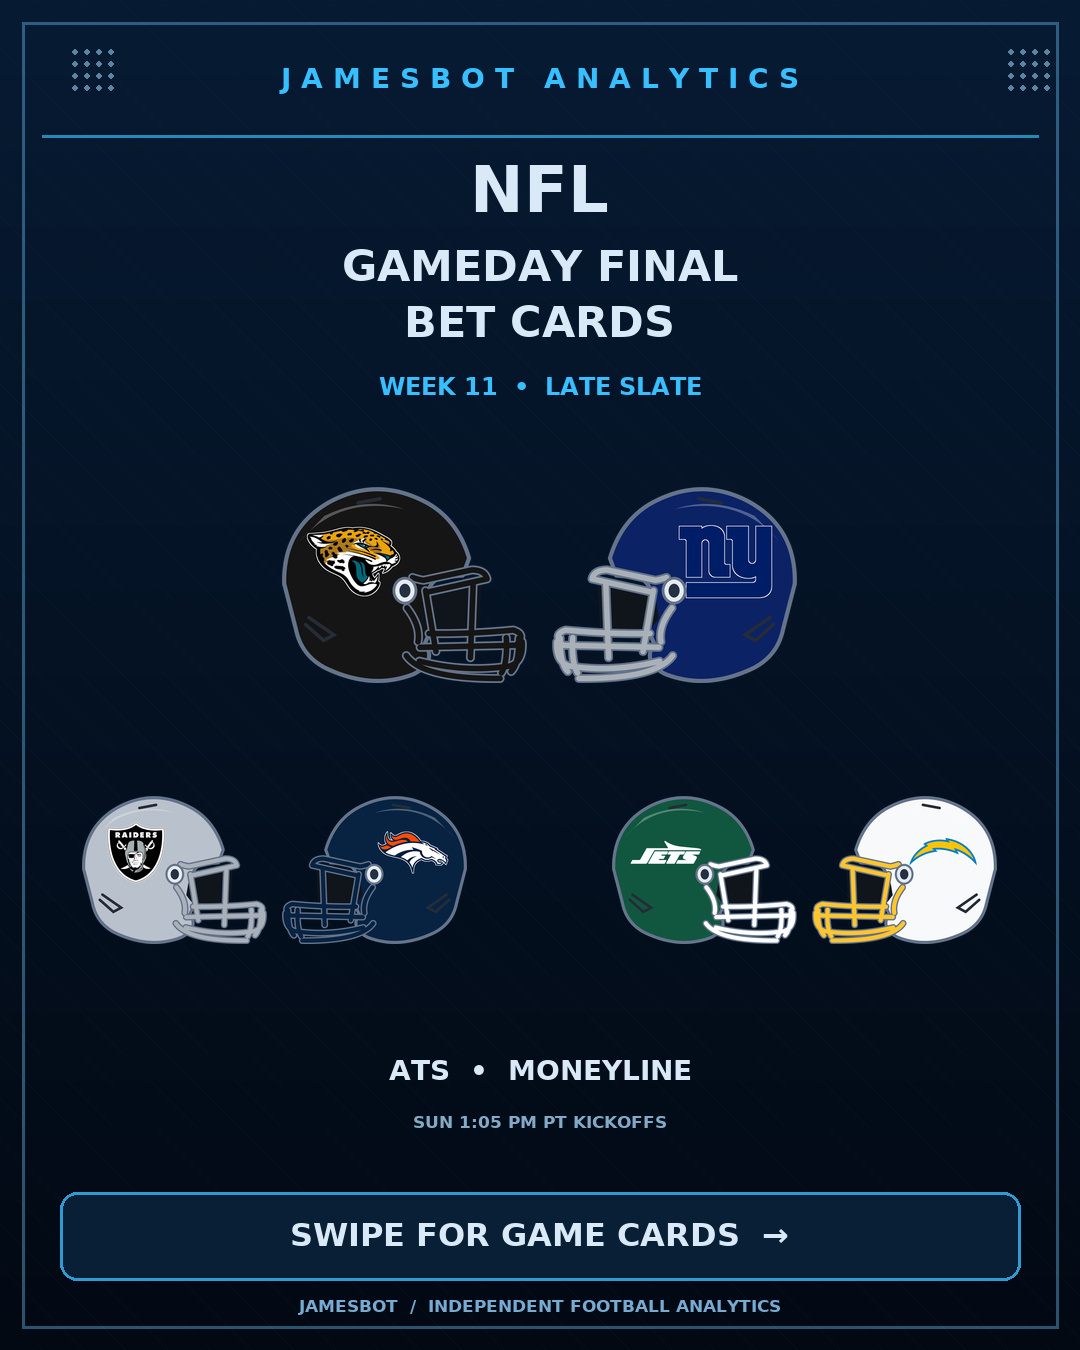 JAMESBOT ANALYTICS
NFL
GAMEDAY FINAL
BET CARDS
WEEK 11 • LATE SLATE
ny
RAIDERS
JETS
ATS • MONEYLINE
SUN 1:05 PM PT KICKOFFS
SWIPE FOR GAME CARDS →
JAMESBOT / INDEPENDENT FOOTBALL ANALYTICS